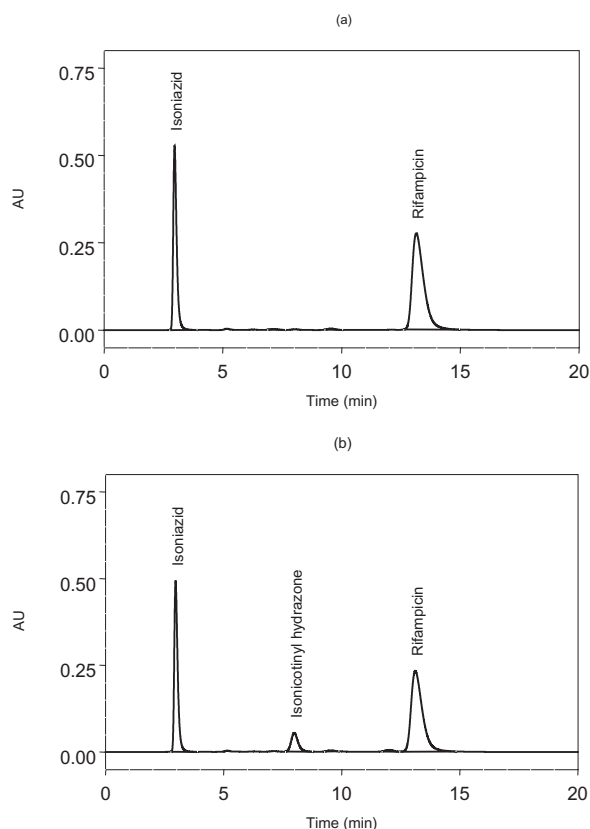 (a)
0.75
0.50
0.25
0.00
AU
Isoniazid
Rifampicin
0 5 10 15 20
Time (min)
(b)
0.75
0.50
0.25
0.00
AU
Isoniazid
Isonicotinyl hydrazone
Rifampicin
0 5 10 15 20
Time (min)